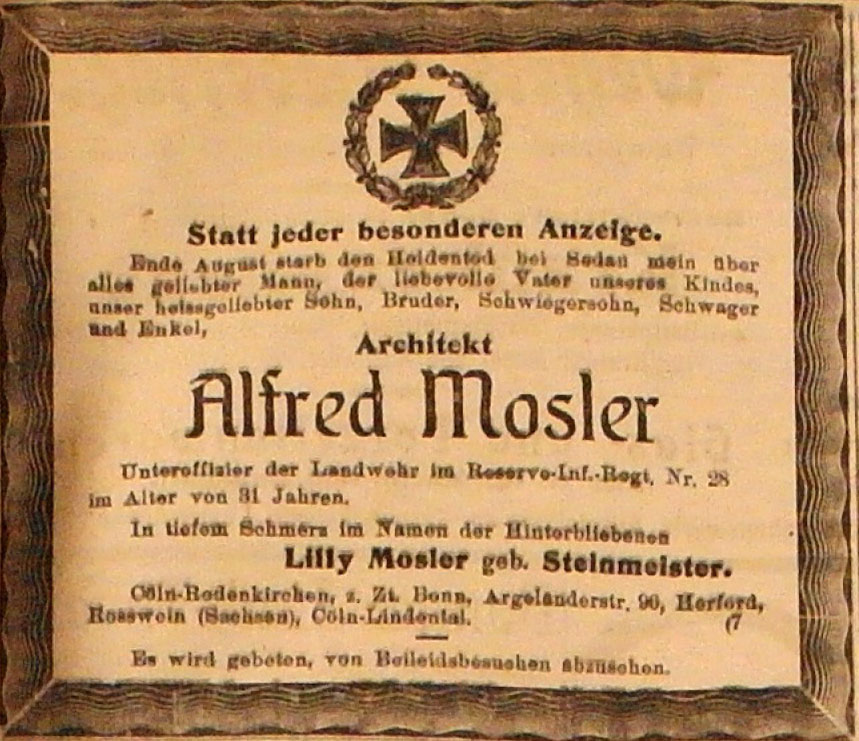 Statt jeder besonderen Anzeige.
Ende August starb den Heldentod bei Sedan mein über
alles geliebter Mann, der liebevolle Vater unseres Kindes,
unser heissgeliebter Sohn, Bruder, Schwiegersohn, Schwager
und Enkel,
Architekt
Alfred Mosler
Unteroffizier der Landwehr im Reserve-Inf.-Regt. Nr. 28
im Alter von 31 Jahren.
In tiefem Schmerz im Namen der Hinterbliebenen
Lilly Mosler geb. Steinmeister.
Cöln-Rodenkirchen, z. Zt. Bonn, Argelanderstr. 90, Herford,
Rosswein (Sachsen), Cöln-Lindental. (7
Es wird gebeten, von Beileidsbesuchen abzusehen.